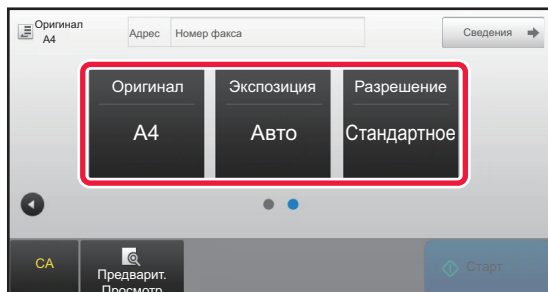 Оригинал
A4
Адрес Номер факса
Сведения
Оригинал Экспозиция Разрешение
A4 Авто Стандартное
CA
Предварит.
Просмотр
Старт